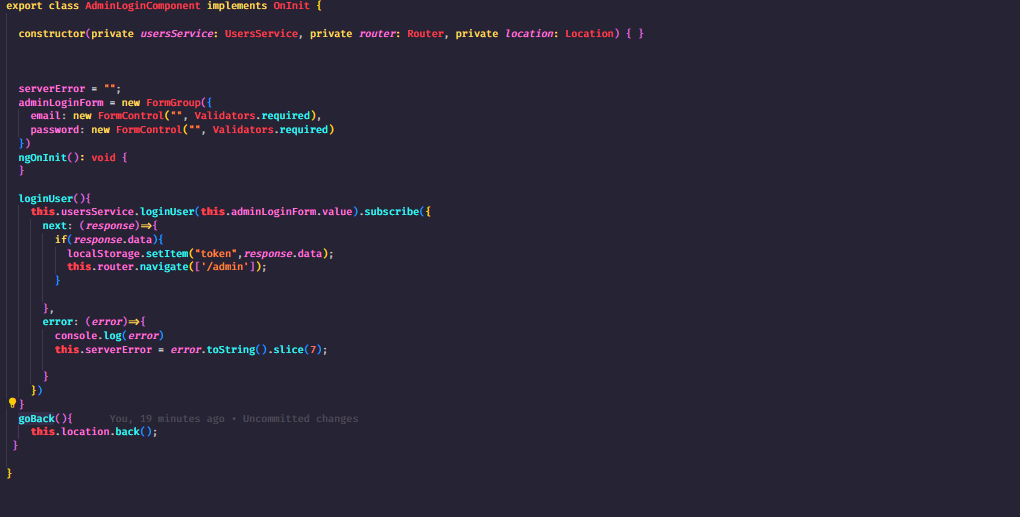 export class AdminLoginComponent implements OnInit {
constructor(private usersService: UsersService, private router: Router, private location: Location) { }
serverError = "";
adminLoginForm = new FormGroup({
email: new FormControl("", Validators.required),
password: new FormControl("", Validators.required)
})
ngOnInit(): void {
}
loginUser(){
this.usersService.loginUser(this.adminLoginForm.value).subscribe({
next: (response)=>{
if(response.data){
localStorage.setItem("token",response.data);
this.router.navigate(['/admin']);
}
},
error: (error)=>{
console.log(error)
this.serverError = error.toString().slice(7);
}
})
}
goBack(){ You, 19 minutes ago • Uncommitted changes
this.location.back();
}
}